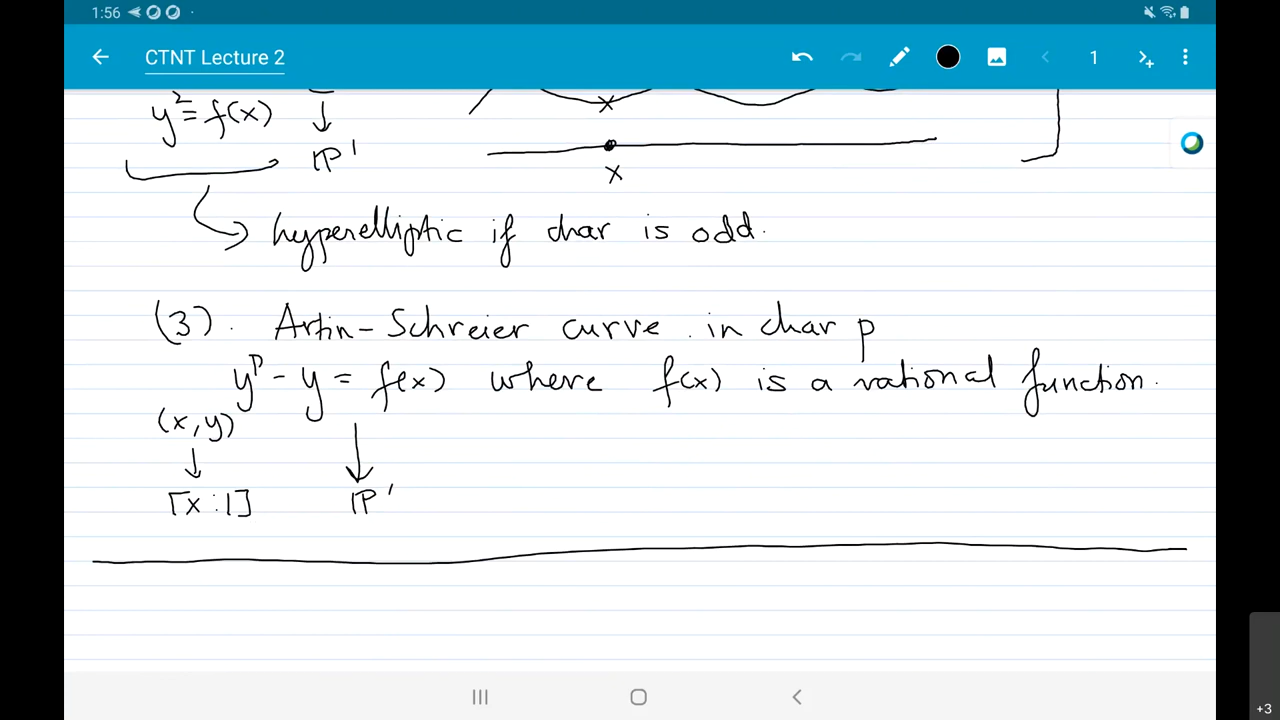 1:56
CTNT Lecture 2
1
y² = f(x)
ℙ¹
x
x
hyperelliptic if char is odd.
(3). Artin-Schreier curve. in char p
yᵖ - y = f(x) where f(x) is a rational function.
(x,y)
↓ ↓
[x:1] ℙ¹
+3